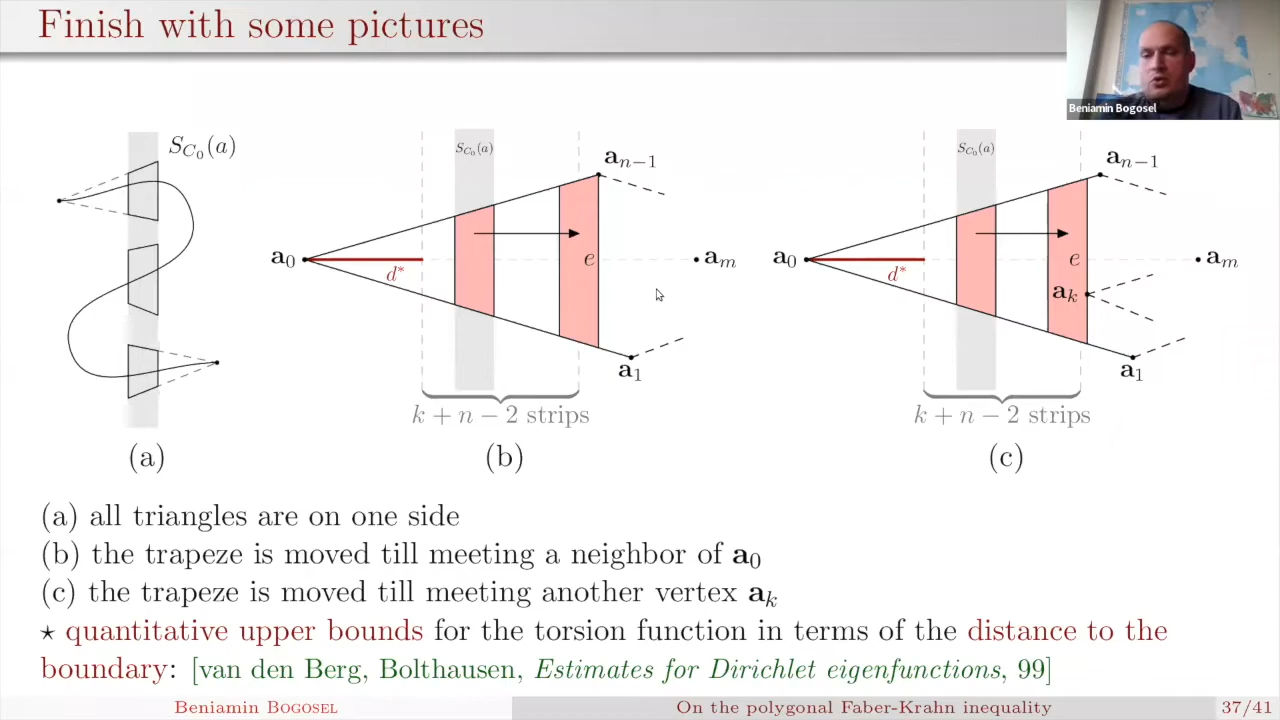 Finish with some pictures
Beniamin Bogosel
S_{C_0}(a)
(a)
S_{C_0}(a)
a_{n−1}
a_0
d*
e
a_m
a_1
k + n − 2 strips
(b)
S_{C_0}(a)
a_{n−1}
a_0
d*
e
a_k
a_m
a_1
k + n − 2 strips
(c)
(a) all triangles are on one side
(b) the trapeze is moved till meeting a neighbor of a_0
(c) the trapeze is moved till meeting another vertex a_k
⋆ quantitative upper bounds for the torsion function in terms of the distance to the
boundary: [van den Berg, Bolthausen, Estimates for Dirichlet eigenfunctions, 99]
Beniamin Bogosel On the polygonal Faber-Krahn inequality 37/41